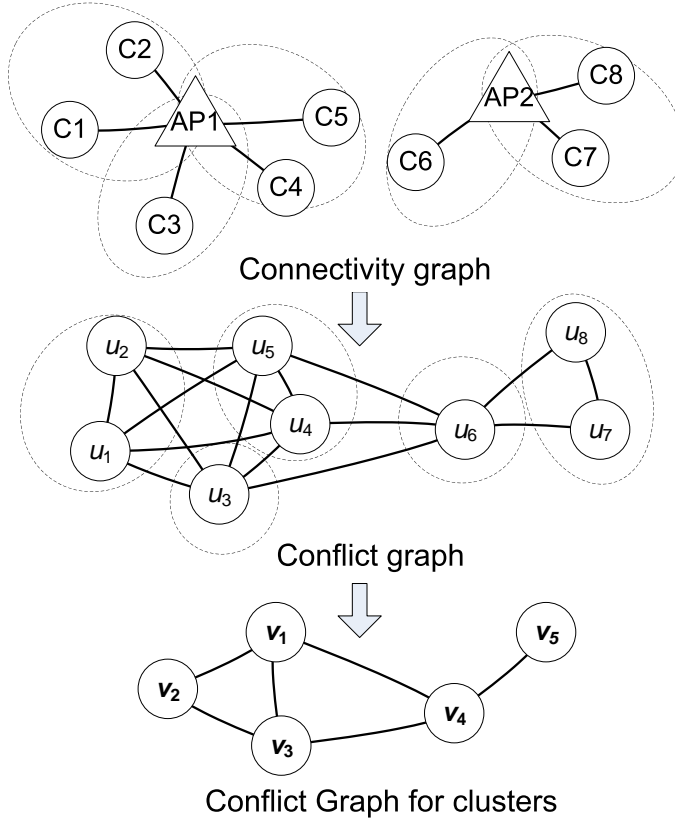 C2
C8
AP2
AP1
C5
C1
C7
C6
C4
C3
Connectivity graph
u8
u2
u5
u4
u6
u7
u1
u3
Conflict graph
v1
v5
v2
v4
v3
Conflict Graph for clusters